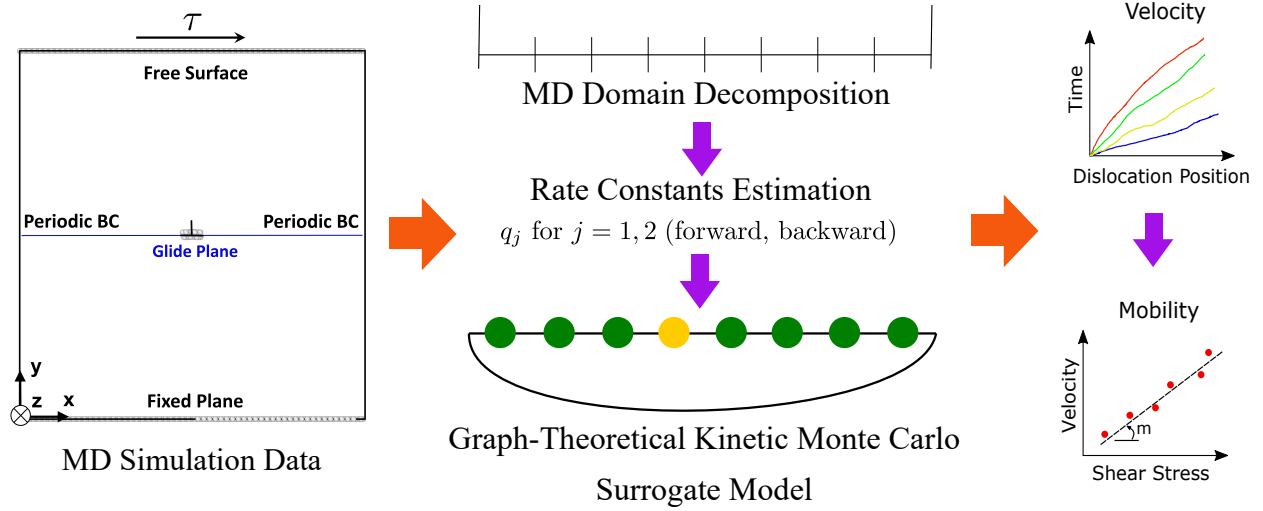 τ
Free Surface
Periodic BC
Periodic BC
Glide Plane
y
z
x
Fixed Plane
MD Simulation Data
MD Domain Decomposition
Rate Constants Estimation
q_j for j = 1, 2 (forward, backward)
Graph-Theoretical Kinetic Monte Carlo
Surrogate Model
Velocity
Time
Dislocation Position
Mobility
Velocity
m
Shear Stress